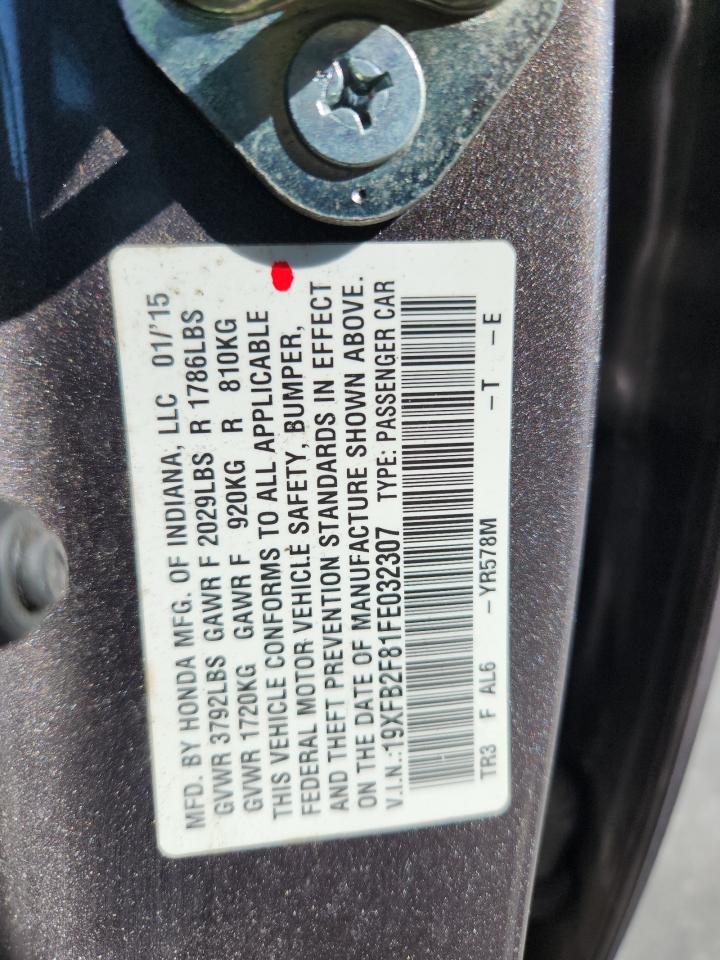 MFD. BY HONDA MFG. OF INDIANA, LLC 01/'15
GVWR 3792LBS GAWR F 2029LBS R 1786LBS
GVWR 1720KG GAWR F 920KG R 810KG
THIS VEHICLE CONFORMS TO ALL APPLICABLE
FEDERAL MOTOR VEHICLE SAFETY, BUMPER,
AND THEFT PREVENTION STANDARDS IN EFFECT
ON THE DATE OF MANUFACTURE SHOWN ABOVE.
V.I.N.:19XFB2F81FE032307 TYPE: PASSENGER CAR
TR3 F AL6 -YR578M -T -E